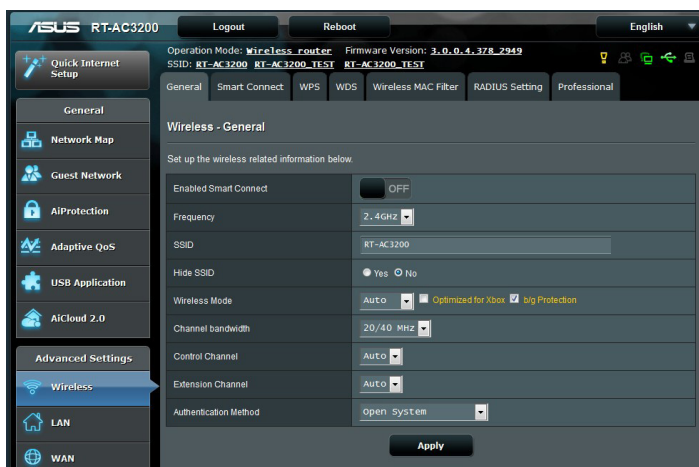 ASUS RT-AC3200 Logout Reboot English
Quick Internet Setup
Operation Mode: Wireless router Firmware Version: 3.0.0.4.378_2949
SSID: RT-AC3200 RT-AC3200_TEST RT-AC3200_TEST
General Smart Connect WPS WDS Wireless MAC Filter RADIUS Setting Professional
General
Network Map
Guest Network
AiProtection
Adaptive QoS
USB Application
AiCloud 2.0
Advanced Settings
Wireless
LAN
WAN
Wireless - General
Set up the wireless related information below.
Enabled Smart Connect OFF
Frequency 2.4GHz
SSID RT-AC3200
Hide SSID Yes No
Wireless Mode Auto Optimized for Xbox b/g Protection
Channel bandwidth 20/40 MHz
Control Channel Auto
Extension Channel Auto
Authentication Method Open System
Apply